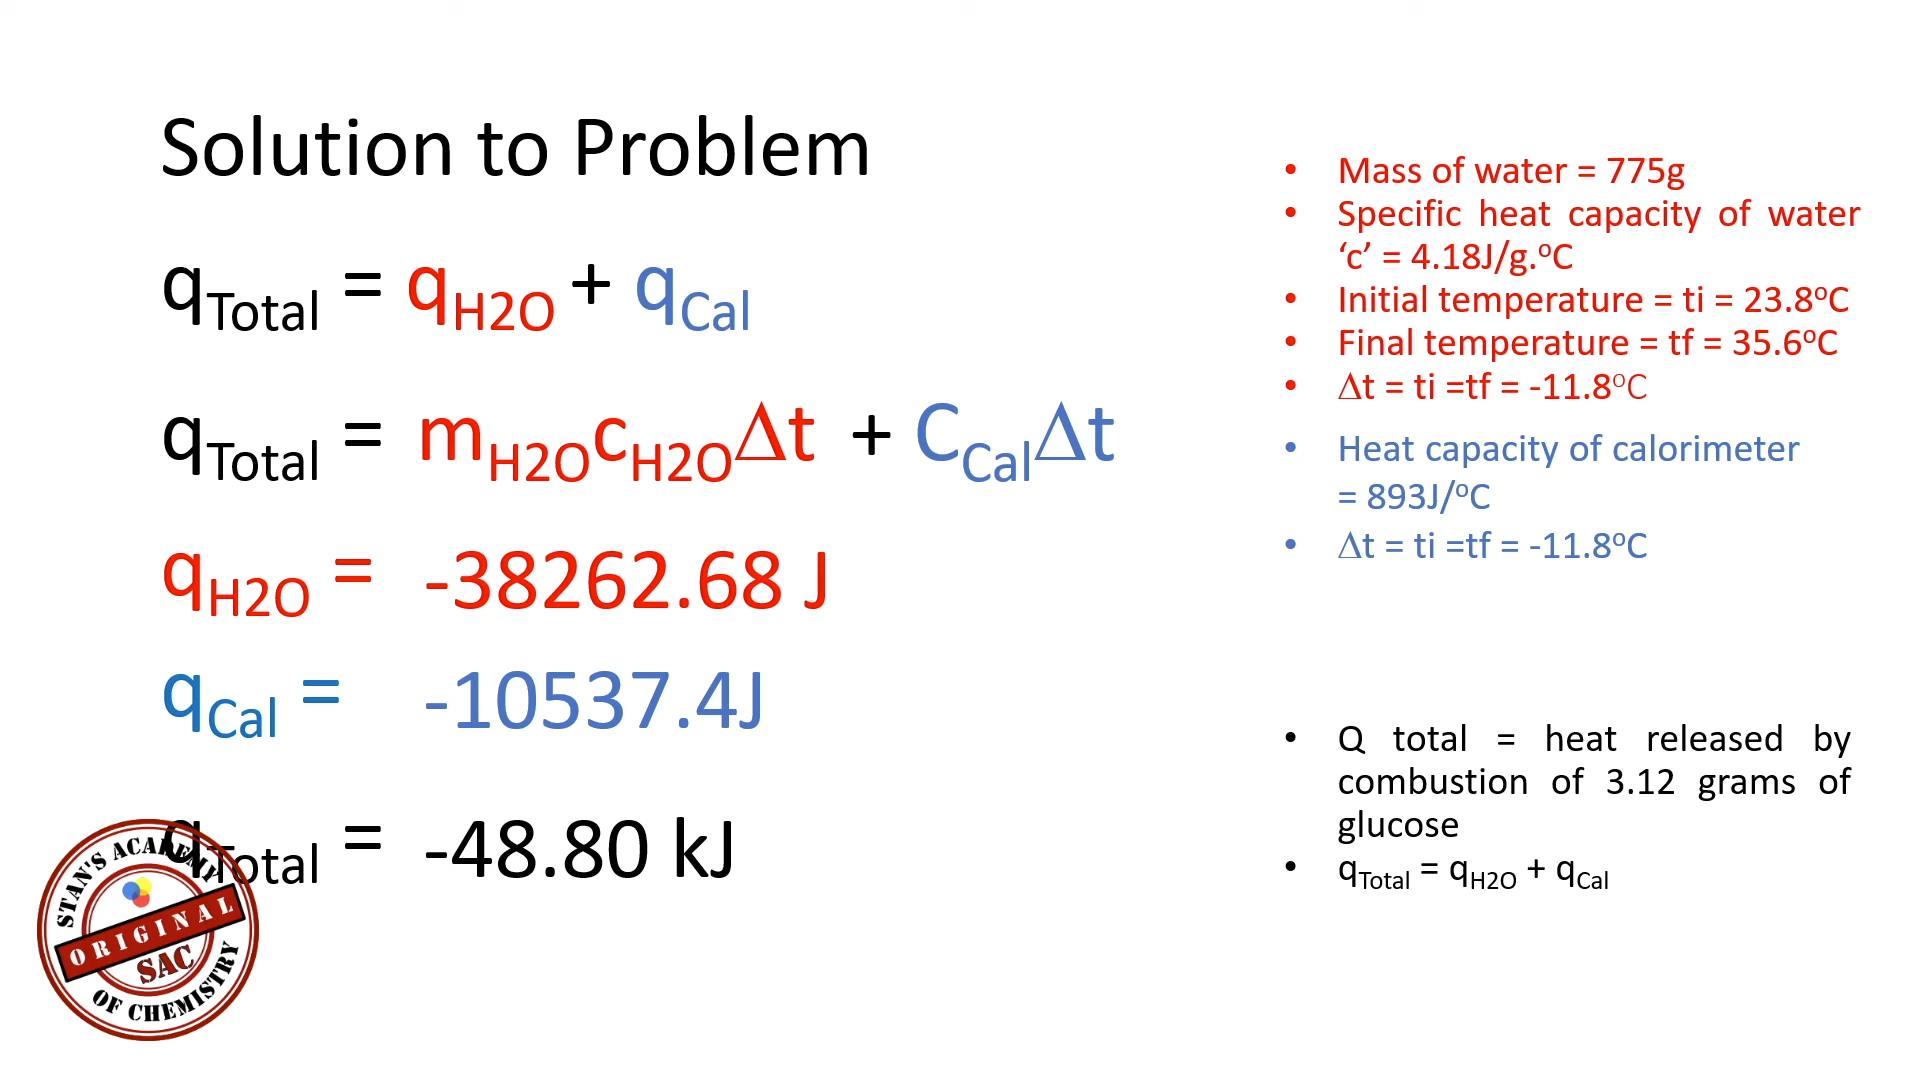 Solution to Problem
qTotal = qH2O + qCal
qTotal = mH2OcH2OΔt + CCalΔt
qH2O = -38262.68 J
qCal = -10537.4J
qTotal = -48.80 kJ
• Mass of water = 775g
• Specific heat capacity of water
‘c’ = 4.18J/g.ºC
• Initial temperature = ti = 23.8ºC
• Final temperature = tf = 35.6ºC
• Δt = ti =tf = -11.8ºC
• Heat capacity of calorimeter
= 893J/ºC
• Δt = ti =tf = -11.8ºC
• Q total = heat released by
combustion of 3.12 grams of
glucose
• qTotal = qH2O + qCal
STAN'S ACADEMY
ORIGINAL
SAC
OF CHEMISTRY